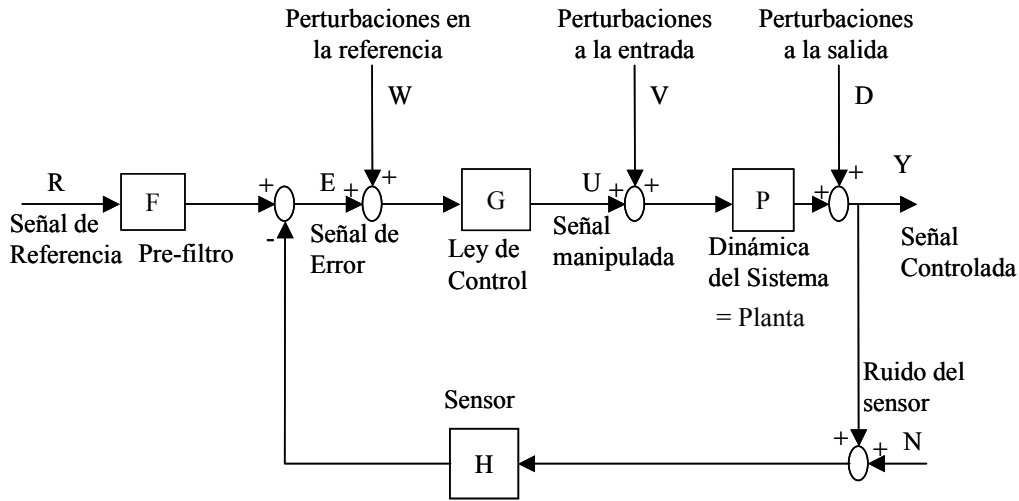 Perturbaciones en
la referencia
Perturbaciones
a la entrada
Perturbaciones
a la salida
W
V
D
R
F
+
E
+
+
G
U
+
+
P
+
+
Y
Señal de
Referencia
Pre-filtro
-
Señal de
Error
Ley de
Control
Señal
manipulada
Dinámica
del Sistema
= Planta
Señal
Controlada
Ruido del
sensor
Sensor
H
+
+
N